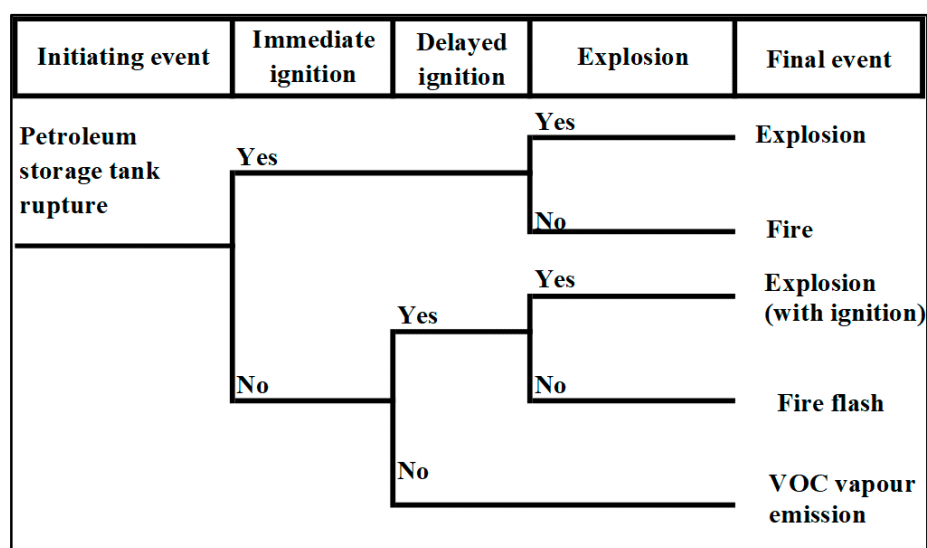 Initiating event
Immediate
ignition
Delayed
ignition
Explosion
Final event
Petroleum
storage tank
rupture
Yes
Yes
Explosion
No
Fire
Yes
Yes
Explosion
(with ignition)
No
No
Fire flash
No
VOC vapour
emission